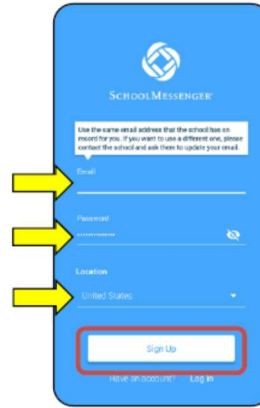 SCHOOLMESSENGER
Use the same email address that the school has on
record for you. If you want to use a different one, please
contact the school and ask them to update your email.
Email
Password
Location
United States
Sign Up
Have an account? Log In